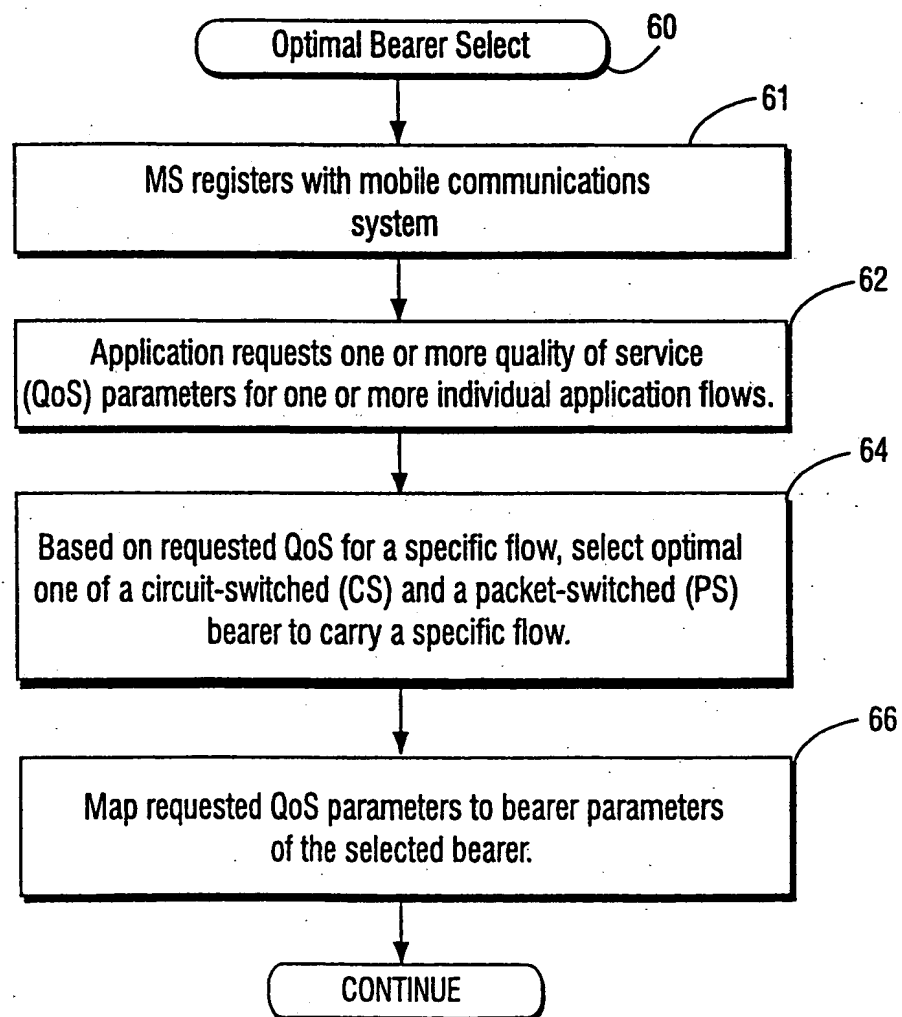 Optimal Bearer Select
60
61
MS registers with mobile communications
system
62
Application requests one or more quality of service
(QoS) parameters for one or more individual application flows.
64
Based on requested QoS for a specific flow, select optimal
one of a circuit-switched (CS) and a packet-switched (PS)
bearer to carry a specific flow.
66
Map requested QoS parameters to bearer parameters
of the selected bearer.
CONTINUE